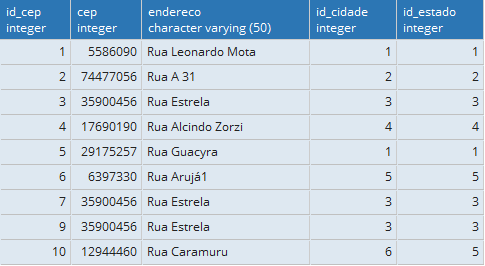 id_cep cep endereco id_cidade id_estado
integer integer character varying (50) integer integer
1 5586090 Rua Leonardo Mota 1 1
2 74477056 Rua A 31 2 2
3 35900456 Rua Estrela 3 3
4 17690190 Rua Alcindo Zorzi 4 4
5 29175257 Rua Guacyra 1 1
6 6397330 Rua Arujá1 5 5
7 35900456 Rua Estrela 3 3
9 35900456 Rua Estrela 3 3
10 12944460 Rua Caramuru 6 5